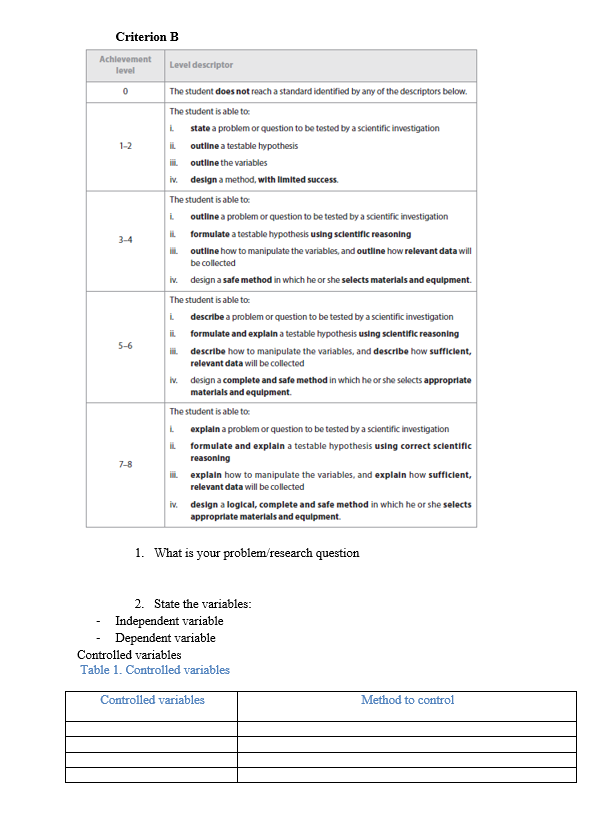 Criterion B
Achievement level
Level descriptor
0
The student does not reach a standard identified by any of the descriptors below.
1–2
The student is able to:
i. state a problem or question to be tested by a scientific investigation
ii. outline a testable hypothesis
iii. outline the variables
iv. design a method, with limited success.
3–4
The student is able to:
i. outline a problem or question to be tested by a scientific investigation
ii. formulate a testable hypothesis using scientific reasoning
iii. outline how to manipulate the variables, and outline how relevant data will
be collected
iv. design a safe method in which he or she selects materials and equipment.
5–6
The student is able to:
i. describe a problem or question to be tested by a scientific investigation
ii. formulate and explain a testable hypothesis using scientific reasoning
iii. describe how to manipulate the variables, and describe how sufficient,
relevant data will be collected
iv. design a complete and safe method in which he or she selects appropriate
materials and equipment.
7–8
The student is able to:
i. explain a problem or question to be tested by a scientific investigation
ii. formulate and explain a testable hypothesis using correct scientific
reasoning
iii. explain how to manipulate the variables, and explain how sufficient,
relevant data will be collected
iv. design a logical, complete and safe method in which he or she selects
appropriate materials and equipment.
1. What is your problem/research question
2. State the variables:
- Independent variable
- Dependent variable
Controlled variables
Table 1. Controlled variables
Controlled variables
Method to control